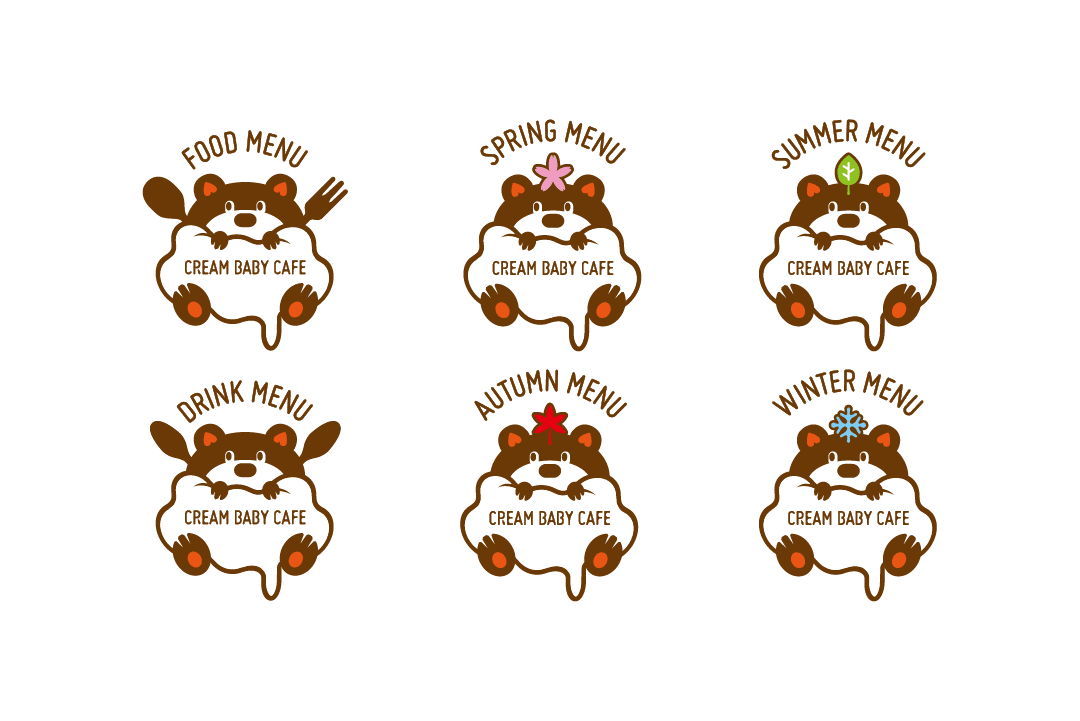 FOOD MENU
CREAM BABY CAFE
SPRING MENU
CREAM BABY CAFE
SUMMER MENU
CREAM BABY CAFE
DRINK MENU
CREAM BABY CAFE
AUTUMN MENU
CREAM BABY CAFE
WINTER MENU
CREAM BABY CAFE